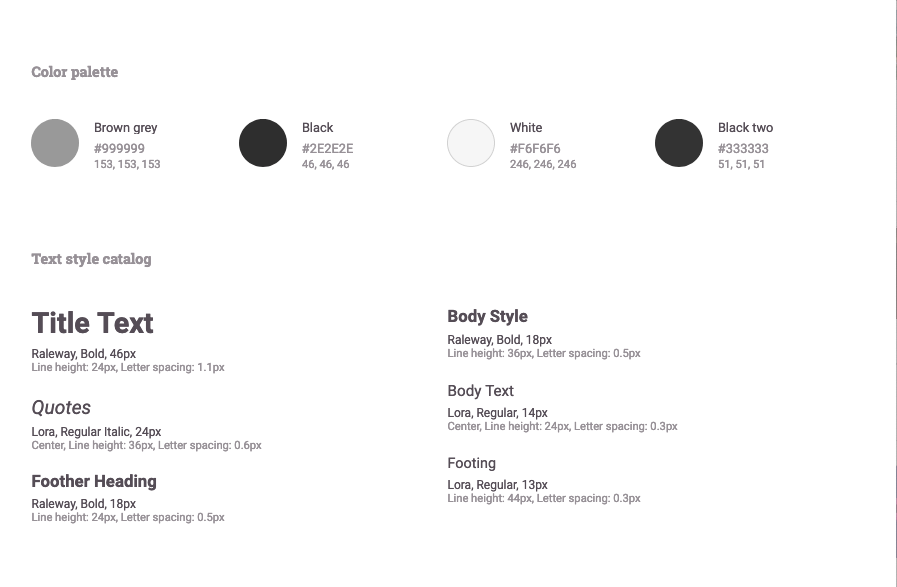 Color palette
Brown grey
#999999
153, 153, 153
Black
#2E2E2E
46, 46, 46
White
#F6F6F6
246, 246, 246
Black two
#333333
51, 51, 51
Text style catalog
Title Text
Raleway, Bold, 46px
Line height: 24px, Letter spacing: 1.1px
Quotes
Lora, Regular Italic, 24px
Center, Line height: 36px, Letter spacing: 0.6px
Foother Heading
Raleway, Bold, 18px
Line height: 24px, Letter spacing: 0.5px
Body Style
Raleway, Bold, 18px
Line height: 36px, Letter spacing: 0.5px
Body Text
Lora, Regular, 14px
Center, Line height: 24px, Letter spacing: 0.3px
Footing
Lora, Regular, 13px
Line height: 44px, Letter spacing: 0.3px